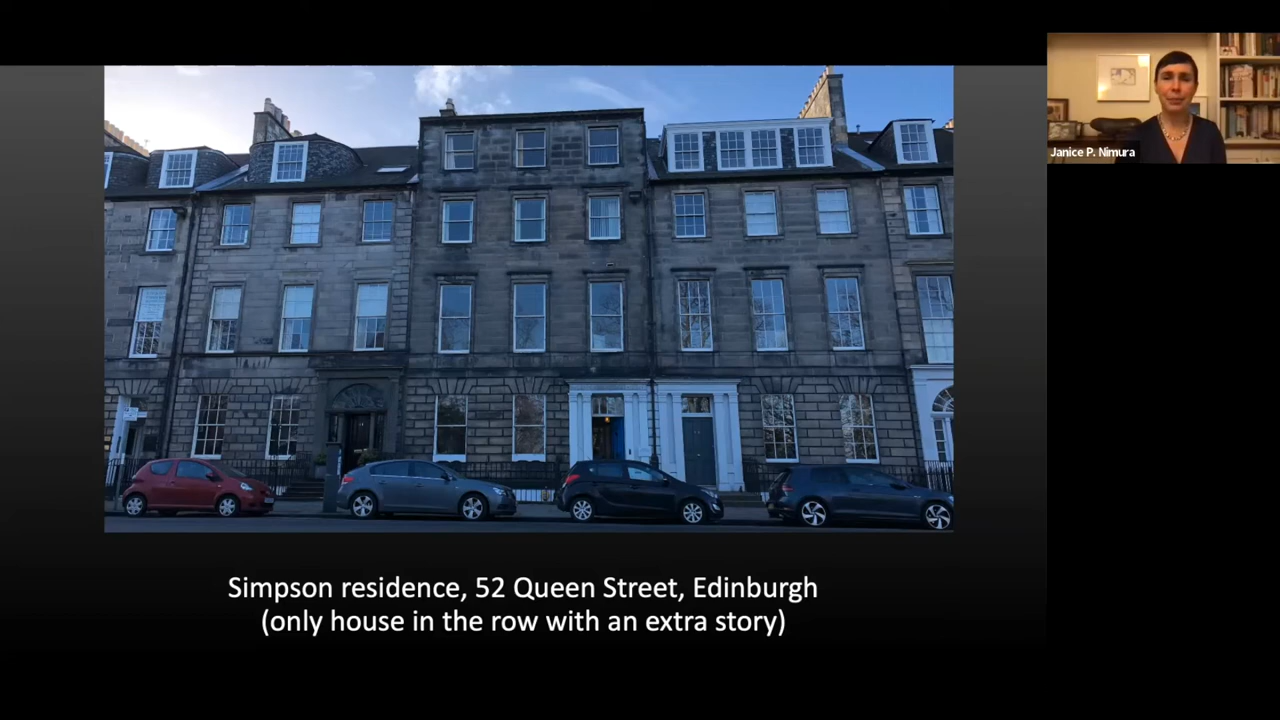 Janice P. Nimura
Simpson residence, 52 Queen Street, Edinburgh
(only house in the row with an extra story)